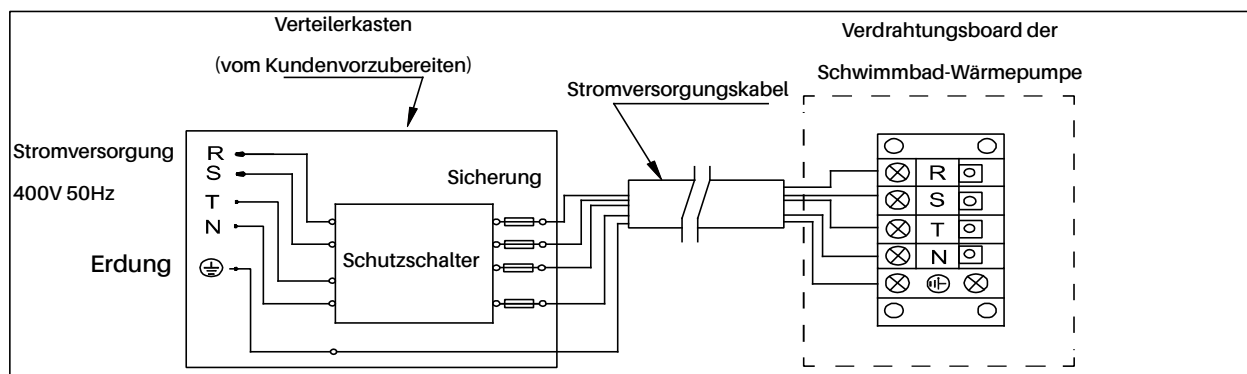 Verteilerkasten
(vom Kundenvorzubereiten)
Verdrahtungsboard der
Schwimmbad-Wärmepumpe
Stromversorgungskabel
Stromversorgung
400V 50Hz
R
S
T
N
Erdung
Sicherung
Schutzschalter
R
S
T
N